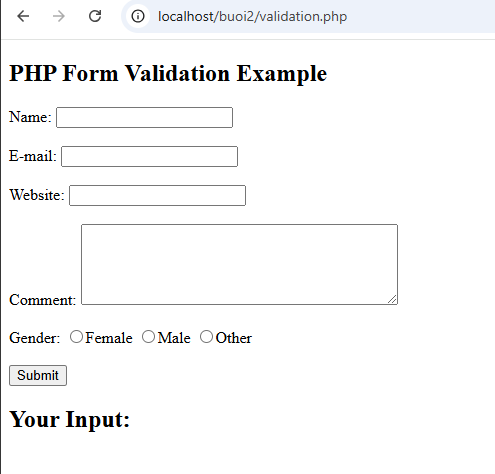 localhost/buoi2/validation.php
PHP Form Validation Example
Name:
E-mail:
Website:
Comment:
Gender: Female Male Other
Submit
Your Input: